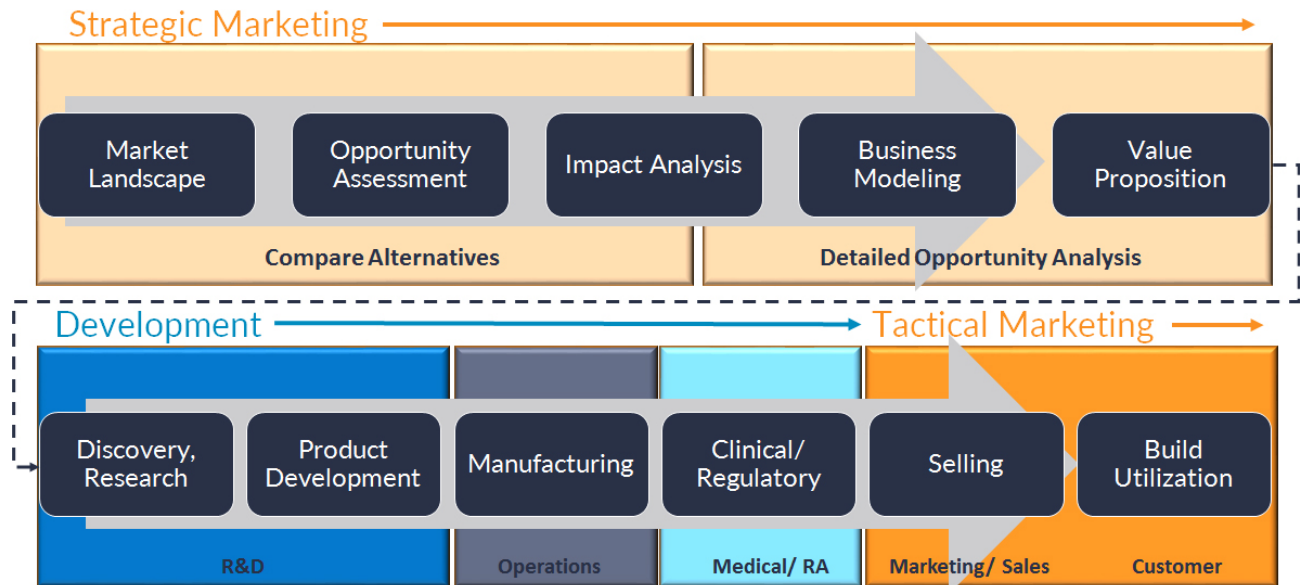 Strategic Marketing
Market
Landscape
Opportunity
Assessment
Impact Analysis
Business
Modeling
Value
Proposition
Compare Alternatives
Detailed Opportunity Analysis
Development
Tactical Marketing
Discovery,
Research
Product
Development
Manufacturing
Clinical/
Regulatory
Selling
Build
Utilization
R&D
Operations
Medical/ RA
Marketing/ Sales
Customer